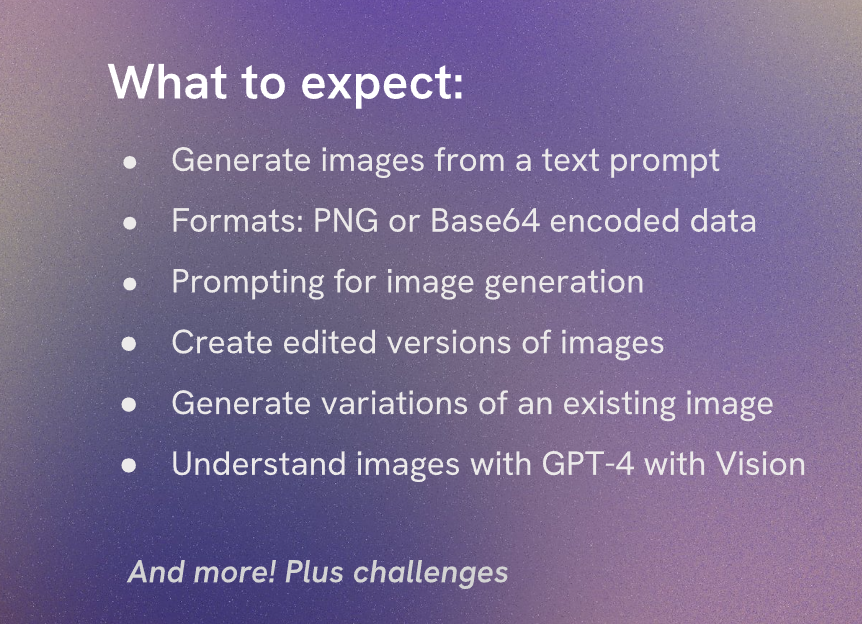 What to expect:
● Generate images from a text prompt
● Formats: PNG or Base64 encoded data
● Prompting for image generation
● Create edited versions of images
● Generate variations of an existing image
● Understand images with GPT-4 with Vision
And more! Plus challenges